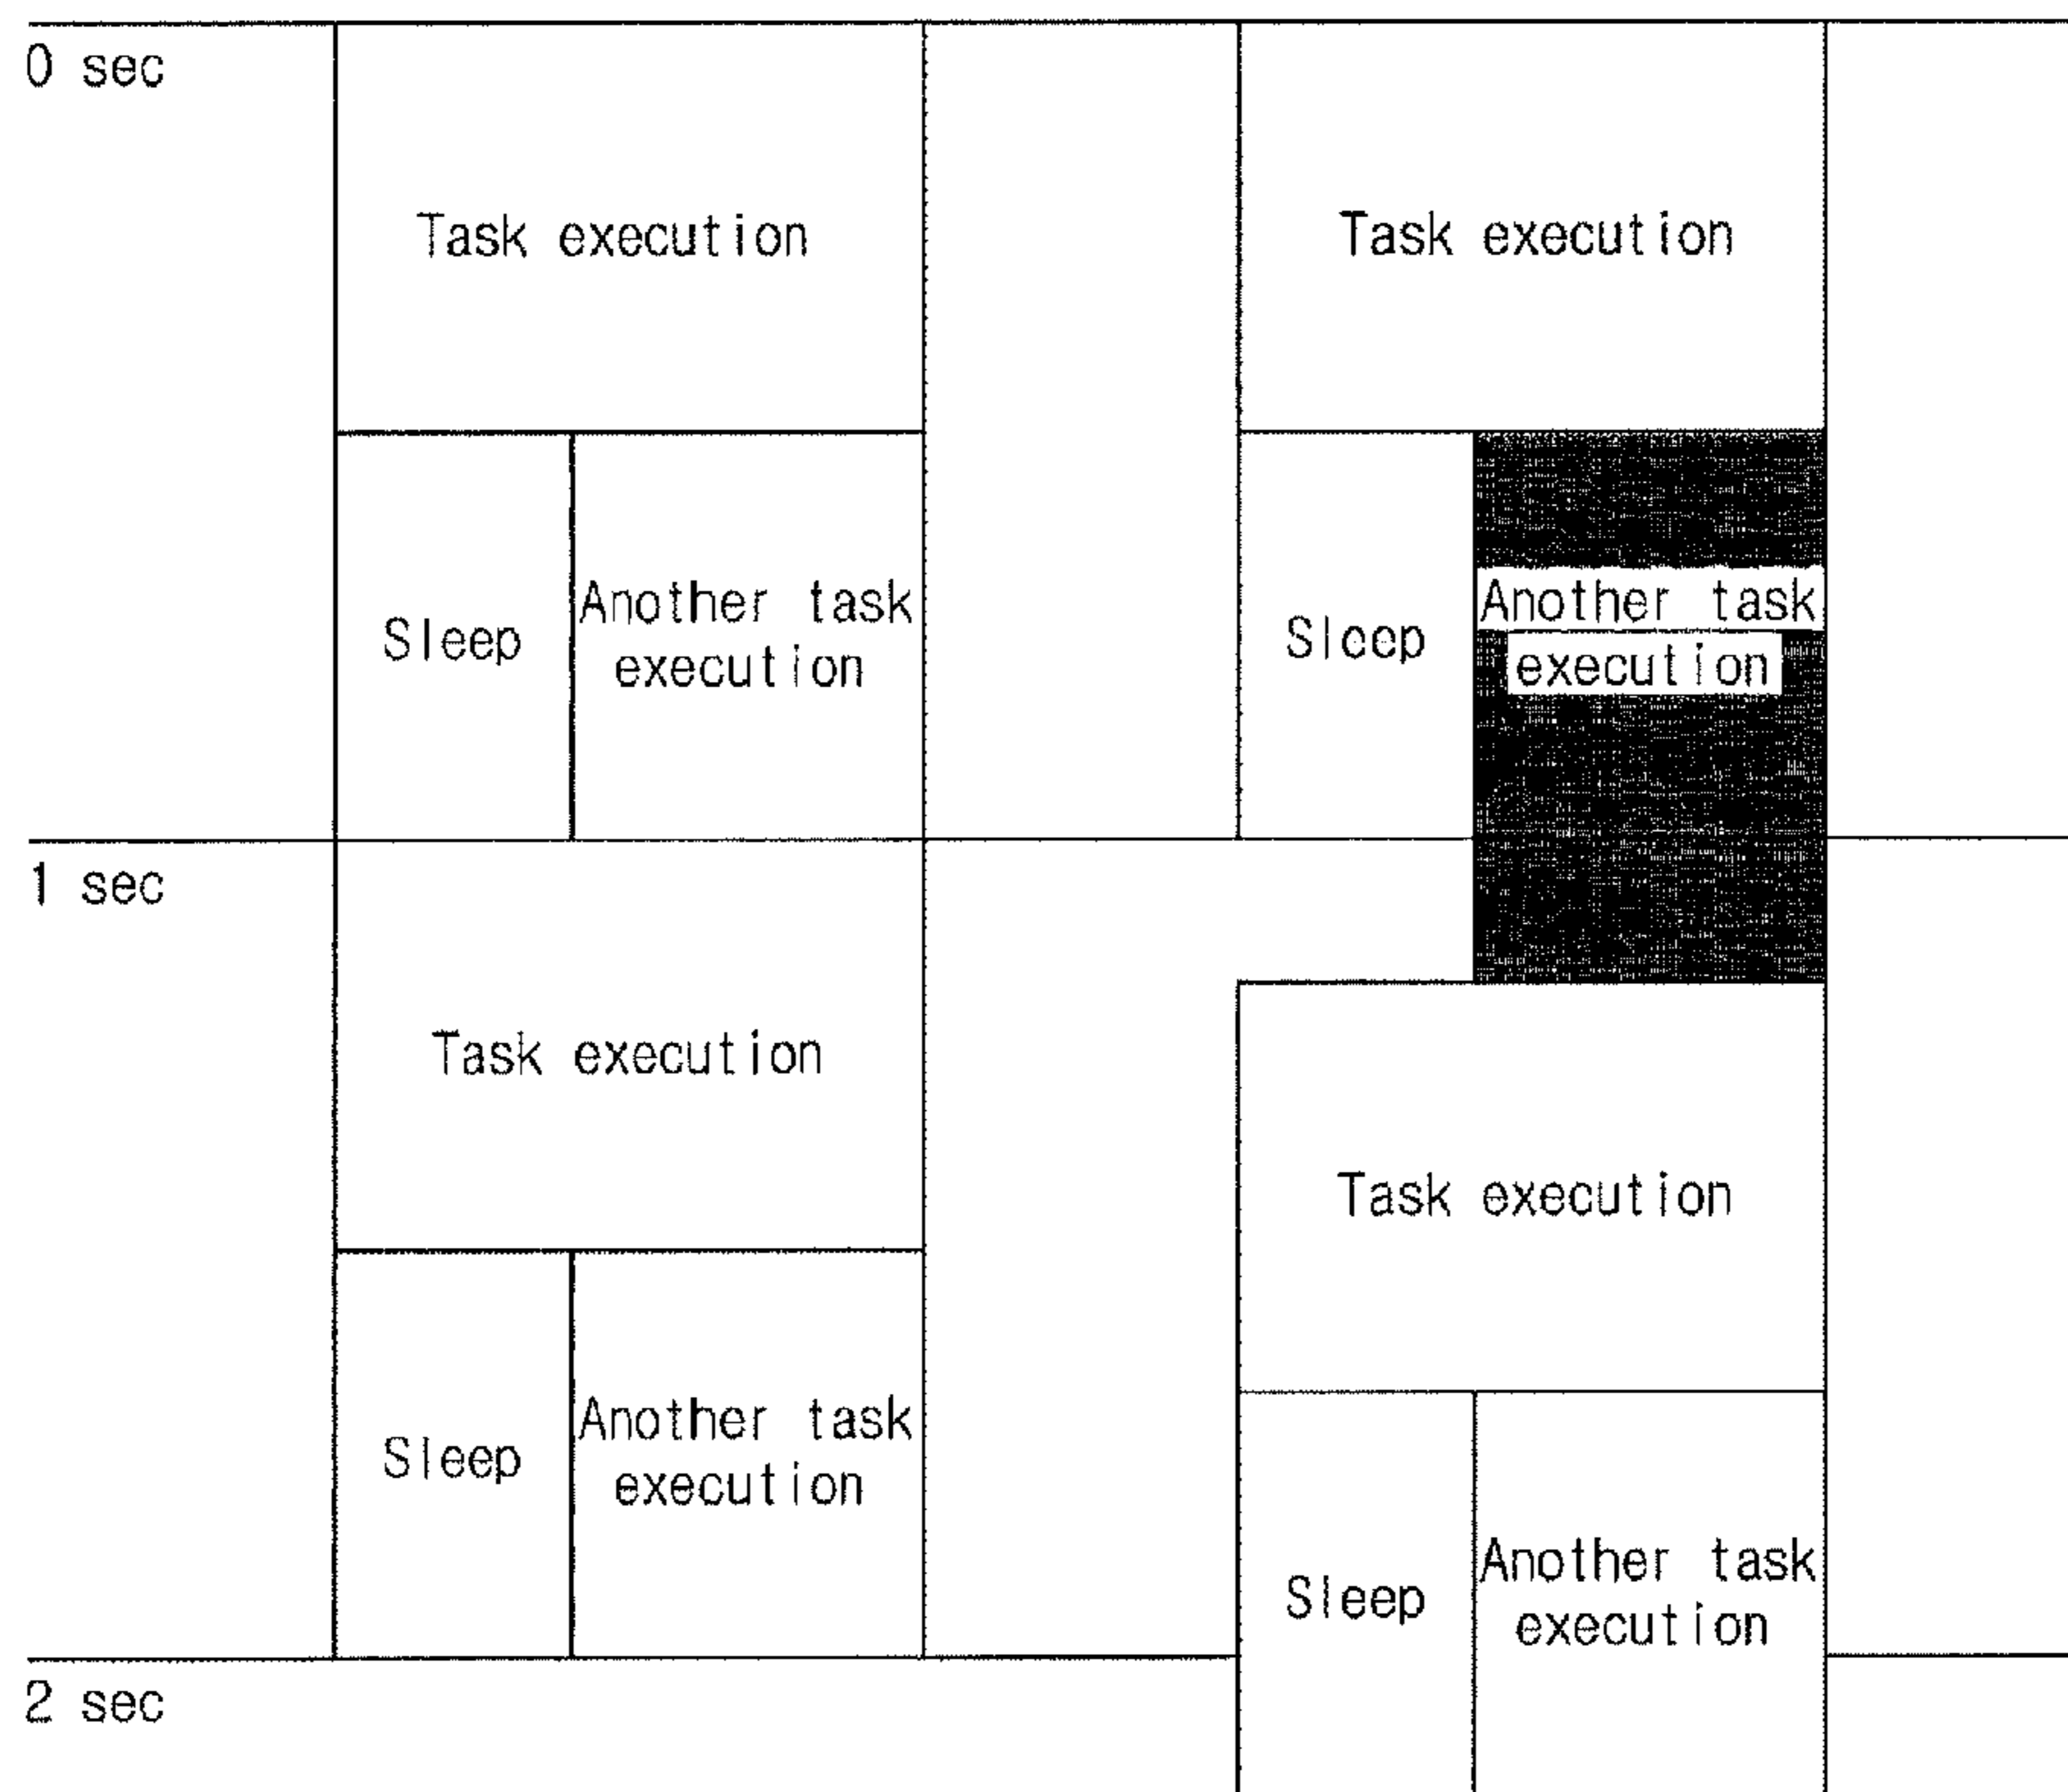 0 sec
Task execution
Task execution
Sleep
Another task
execution
Sleep
Another task
execution
1 sec
Task execution
Task execution
Sleep
Another task
execution
Sleep
Another task
execution
2 sec